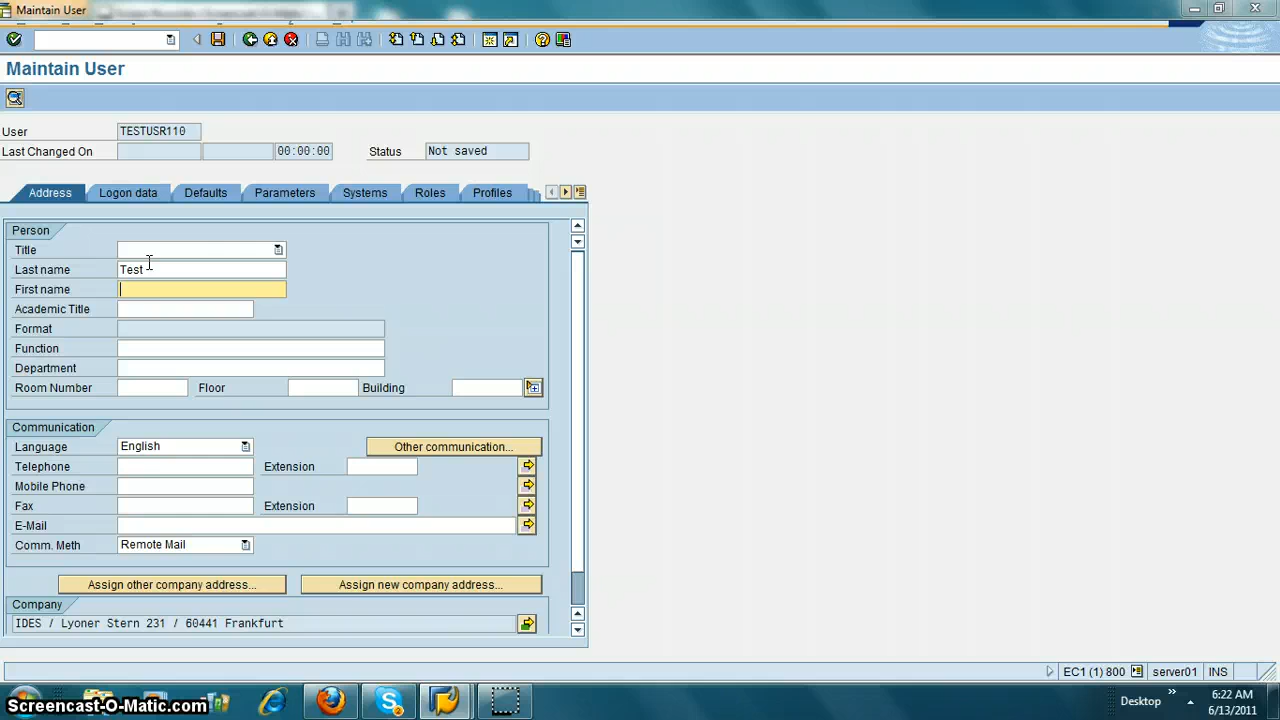 Maintain User
Maintain User
User TESTUSR110
Last Changed On 00:00:00 Status Not saved
Address Logon data Defaults Parameters Systems Roles Profiles
Person
Title
Last name Test
First name
Academic Title
Format
Function
Department
Room Number Floor Building
Communication
Language English Other communication...
Telephone Extension
Mobile Phone
Fax Extension
E-Mail
Comm. Meth Remote Mail
Assign other company address... Assign new company address...
Company
IDES / Lyoner Stern 231 / 60441 Frankfurt
EC1 (1) 800 server01 INS
Desktop 6:22 AM
6/13/2011
Screencast-O-Matic.com